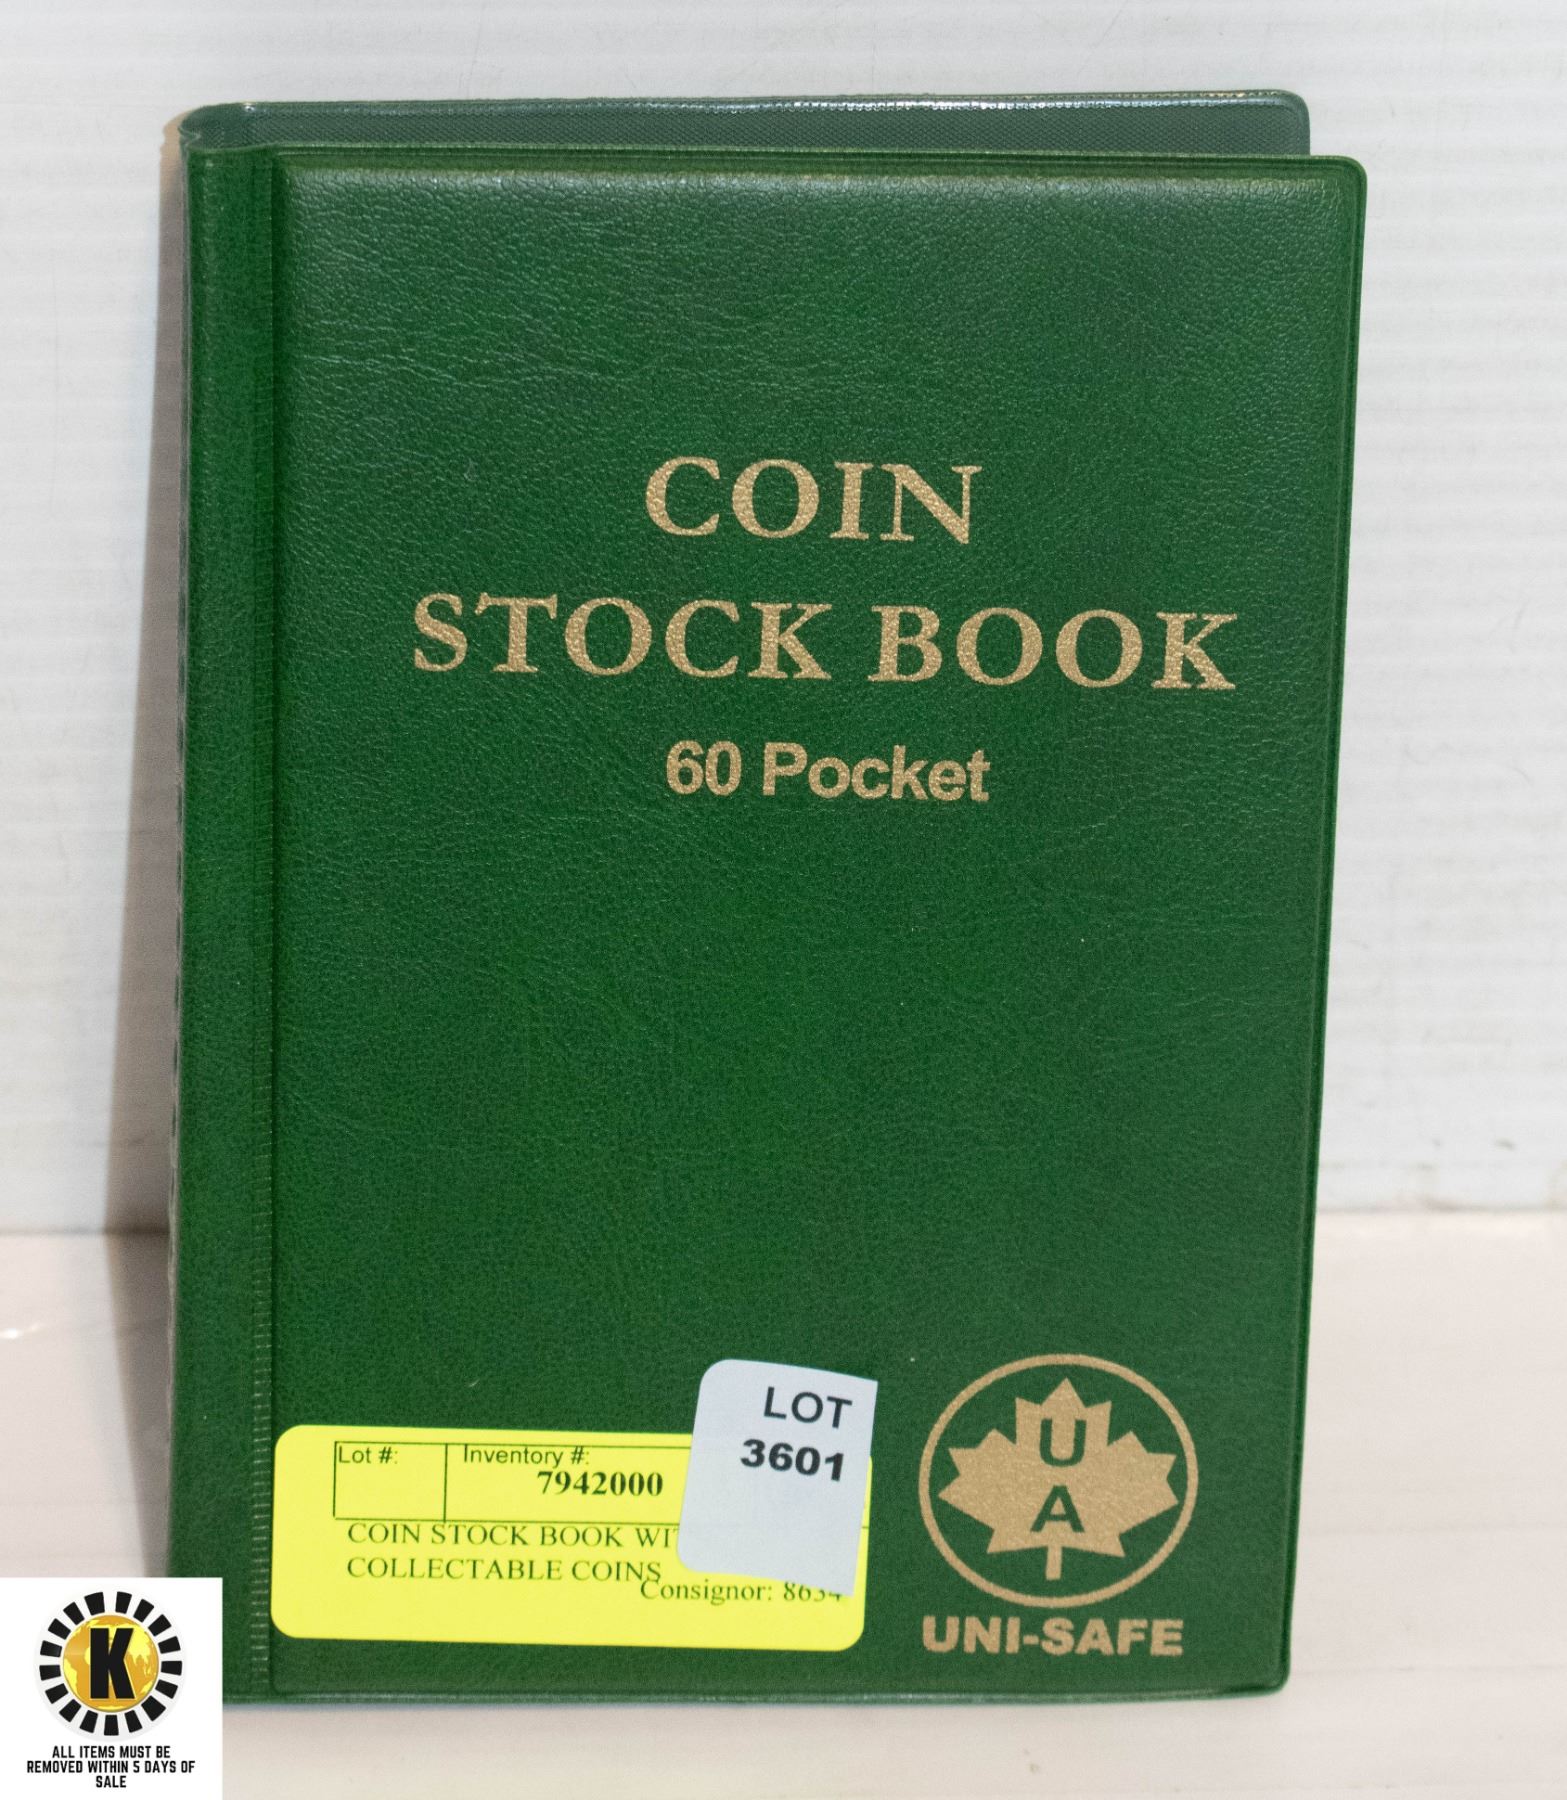 COIN
STOCK BOOK
60 Pocket
LOT
3601
Lot #: Inventory #:
7942000
COIN STOCK BOOK
COLLECTABLE COINS
Consignor:
U
A
I
UNI-SAFE
K
ALL ITEMS MUST BE
REMOVED WITHIN 5 DAYS OF
SALE